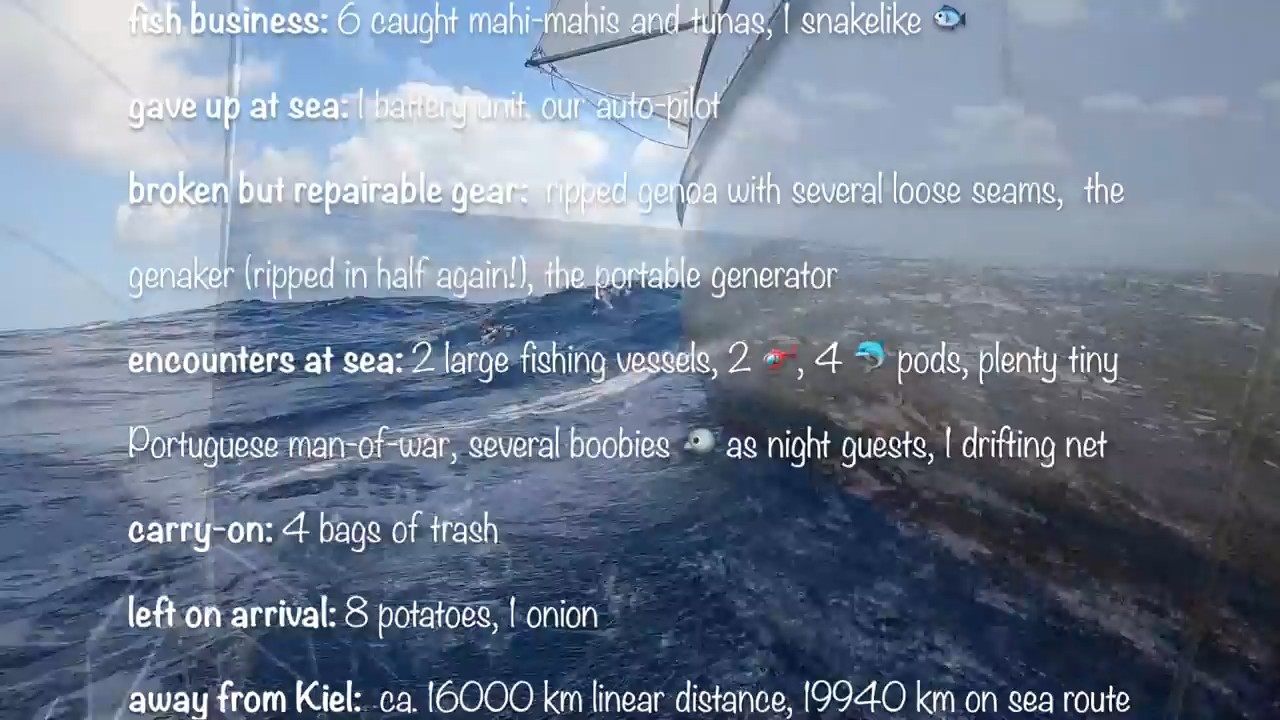 fish business: 6 caught mahi-mahis and tunas, 1 snakelike 🐟
gave up at sea: 1 battery unit, our auto-pilot
broken but repairable gear: ripped genoa with several loose seams, the
genaker (ripped in half again!), the portable generator
encounters at sea: 2 large fishing vessels, 2 🚁, 4 🐬 pods, plenty tiny
Portuguese man-of-war, several boobies 🐦 as night guests, 1 drifting net
carry-on: 4 bags of trash
left on arrival: 8 potatoes, 1 onion
away from Kiel: ca. 16000 km linear distance, 19940 km on sea route